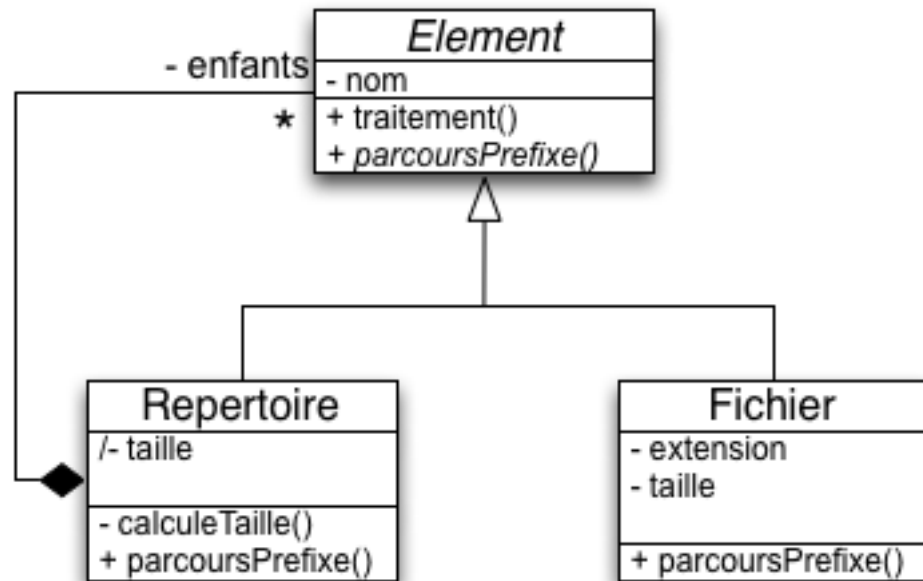 Element
- enfants
- nom
*
+ traitement()
+ parcoursPrefixe()
Repertoire
/- taille
- calculeTaille()
+ parcoursPrefixe()
Fichier
- extension
- taille
+ parcoursPrefixe()